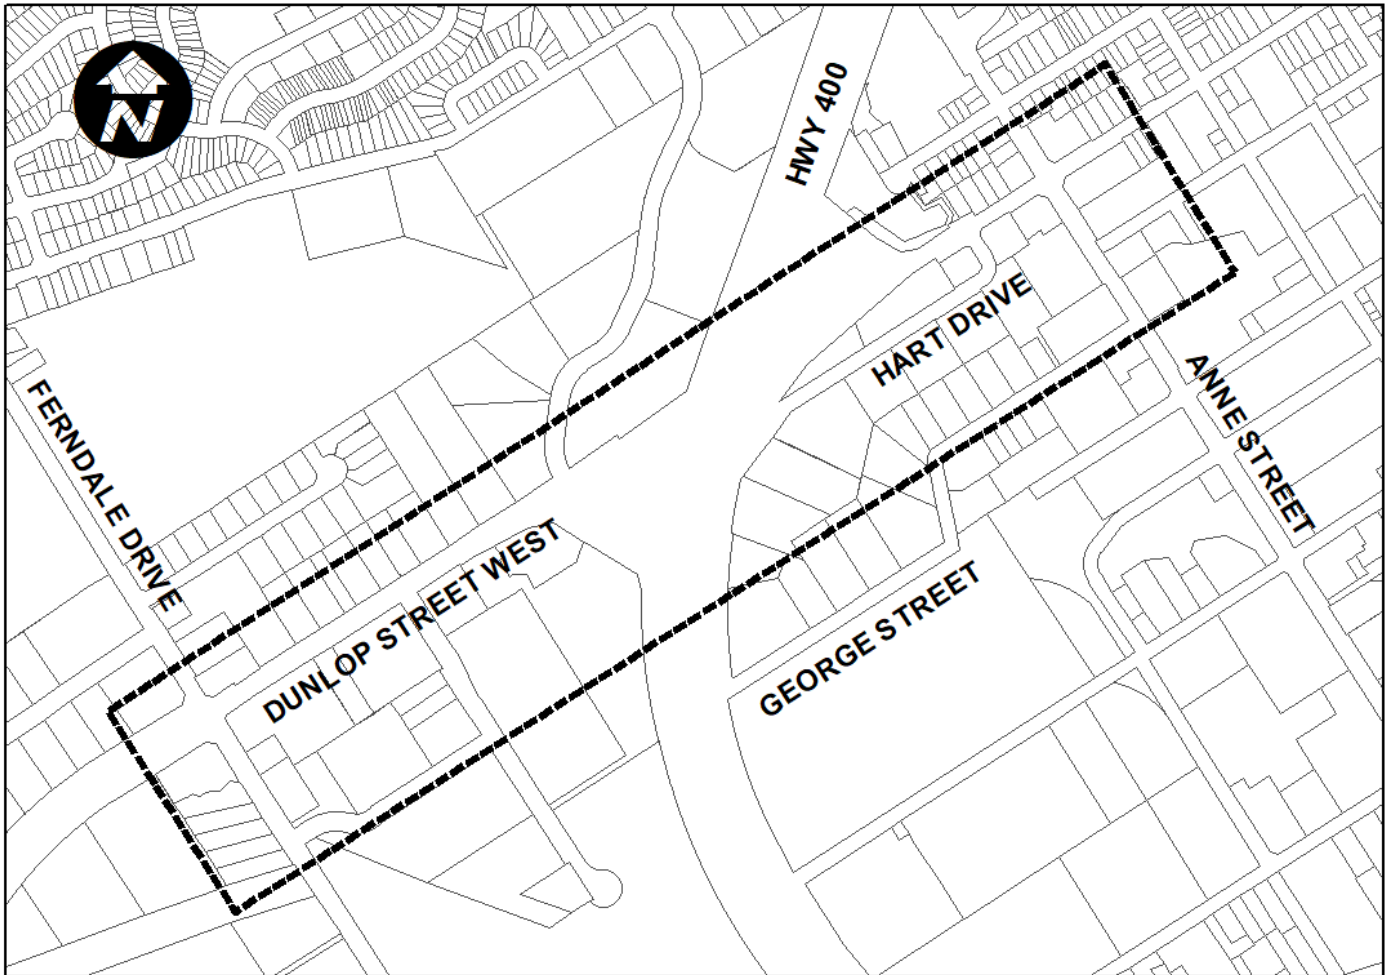 N
HWY 400
HART DRIVE
FERNDALE DRIVE
ANNE STREET
DUNLOP STREET WEST
GEORGE STREET